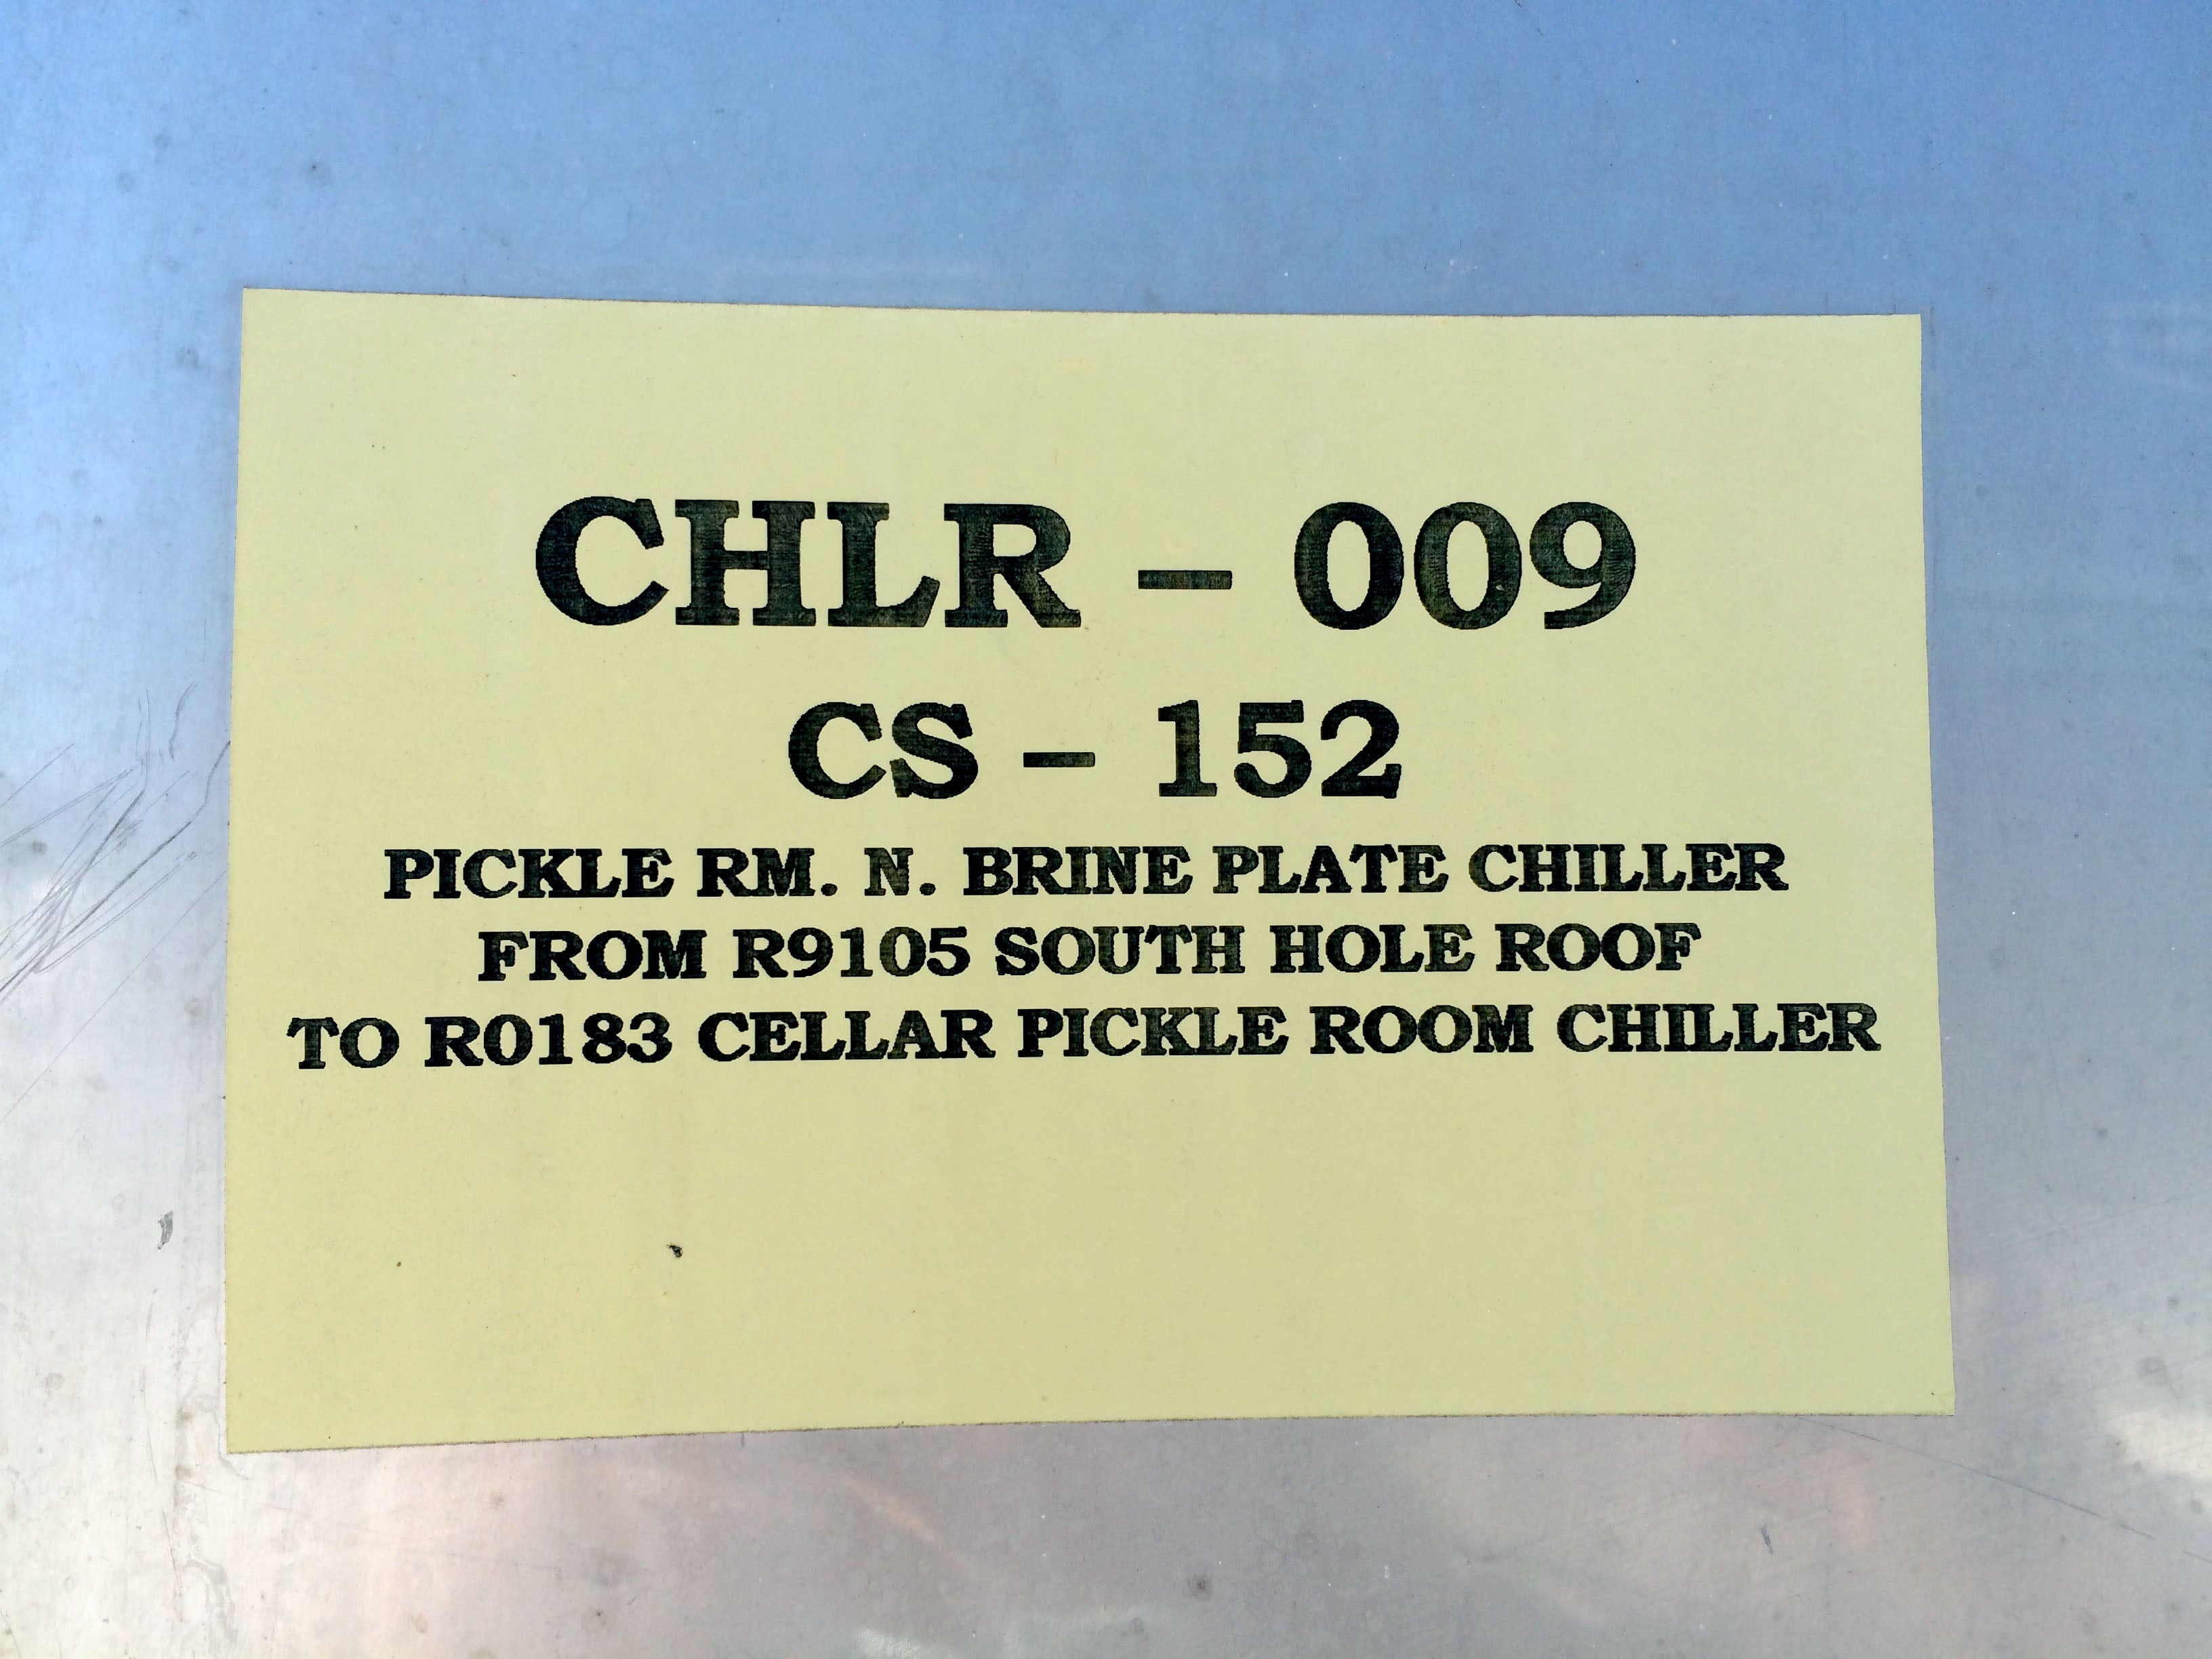 CHLR – 009
CS – 152
PICKLE RM. N. BRINE PLATE CHILLER
FROM R9105 SOUTH HOLE ROOF
TO R0183 CELLAR PICKLE ROOM CHILLER